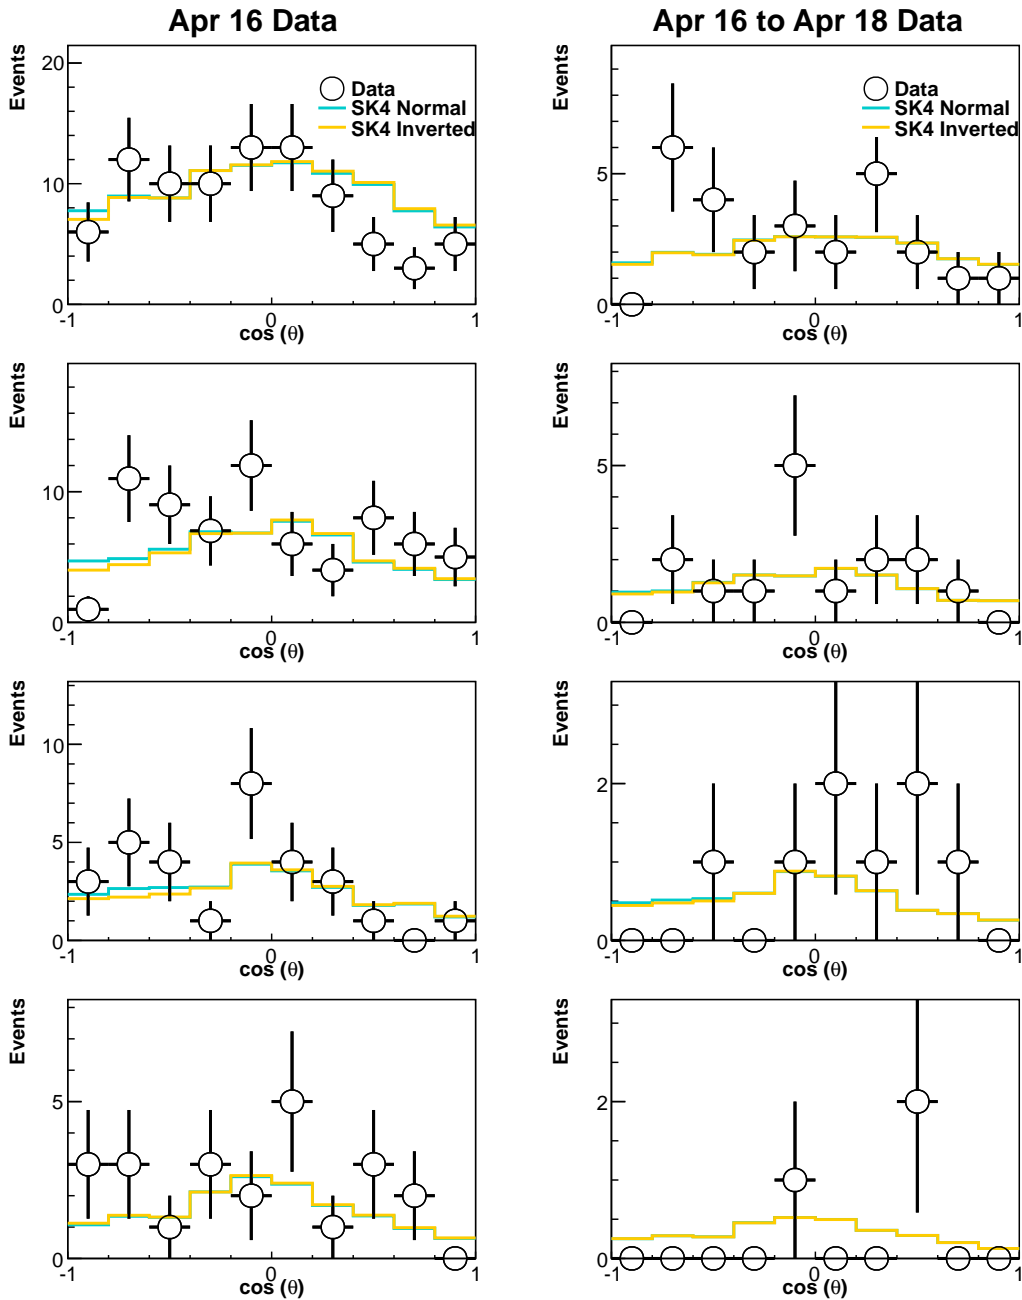 Apr 16 Data
Apr 16 to Apr 18 Data
Events
20
10
0
-1
0
1
cos (θ)
Data
SK4 Normal
SK4 Inverted
Events
5
0
-1
0
1
cos (θ)
Data
SK4 Normal
SK4 Inverted
Events
10
0
-1
0
1
cos (θ)
Events
5
0
-1
0
1
cos (θ)
Events
10
5
0
-1
0
1
cos (θ)
Events
2
0
-1
0
1
cos (θ)
Events
5
0
-1
0
1
cos (θ)
Events
2
0
-1
0
1
cos (θ)